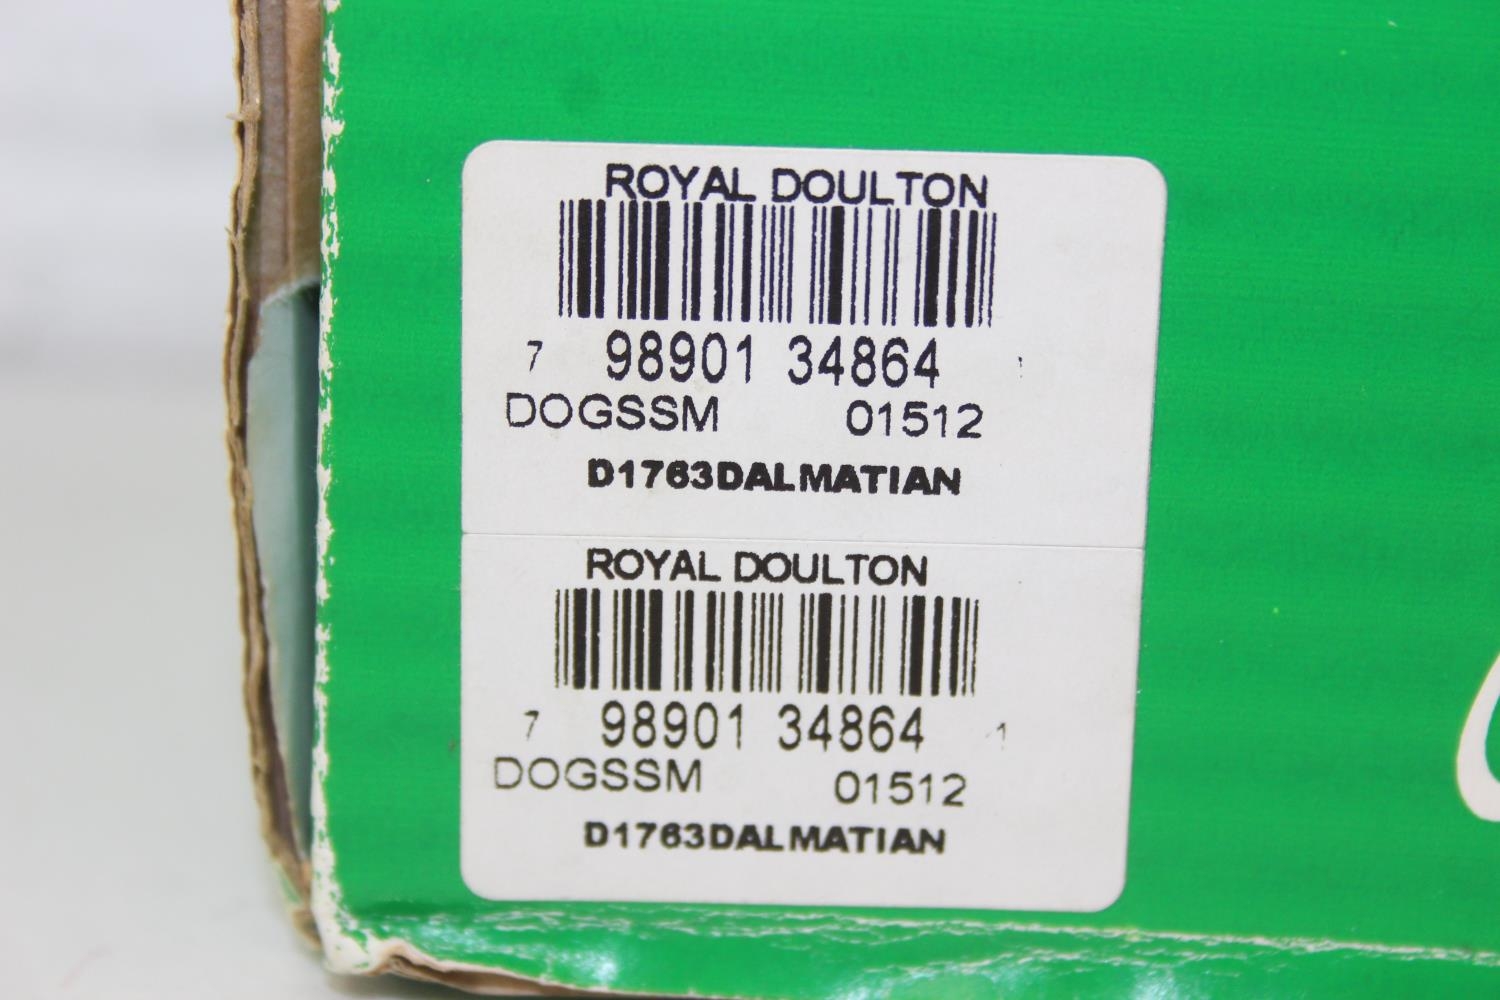 ROYAL DOULTON
7 98901 34864 1
DOGSSM 01512
D1763DALMATIAN
ROYAL DOULTON
7 98901 34864 1
DOGSSM 01512
D1763DALMATIAN